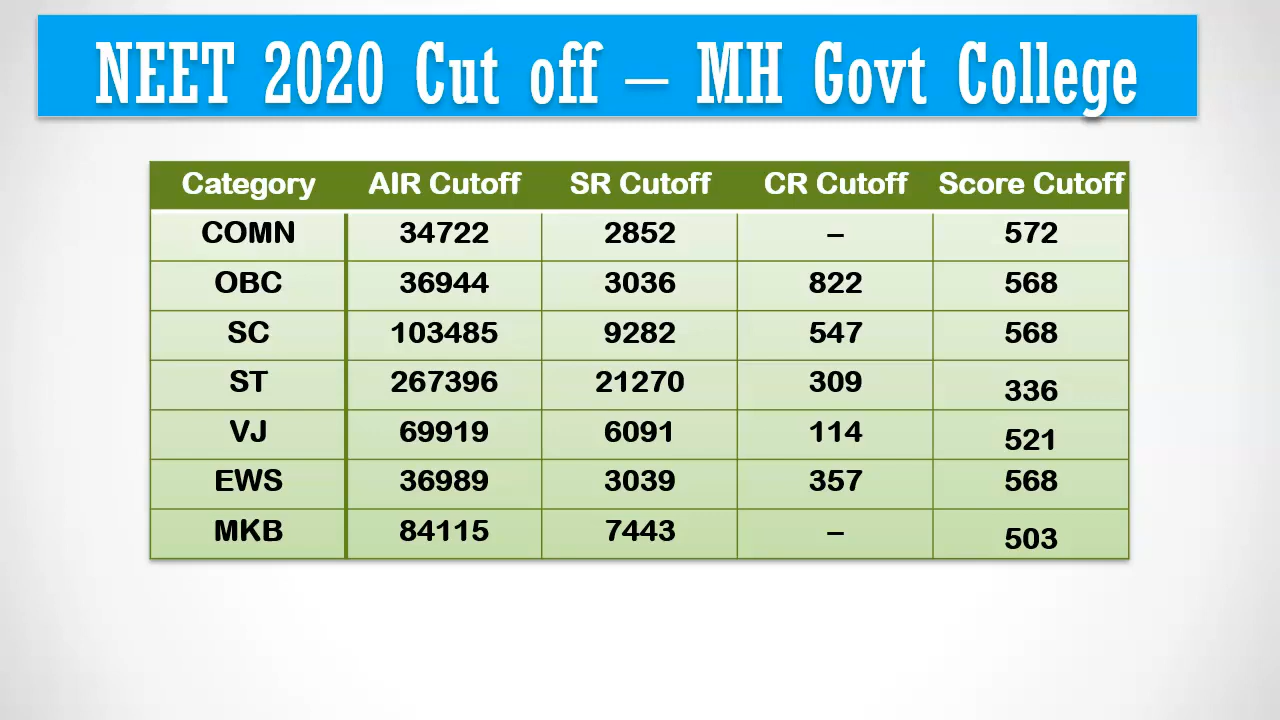 NEET 2020 Cut off – MH Govt College
Category AIR Cutoff SR Cutoff CR Cutoff Score Cutoff
COMN 34722 2852 – 572
OBC 36944 3036 822 568
SC 103485 9282 547 568
ST 267396 21270 309 336
VJ 69919 6091 114 521
EWS 36989 3039 357 568
MKB 84115 7443 – 503